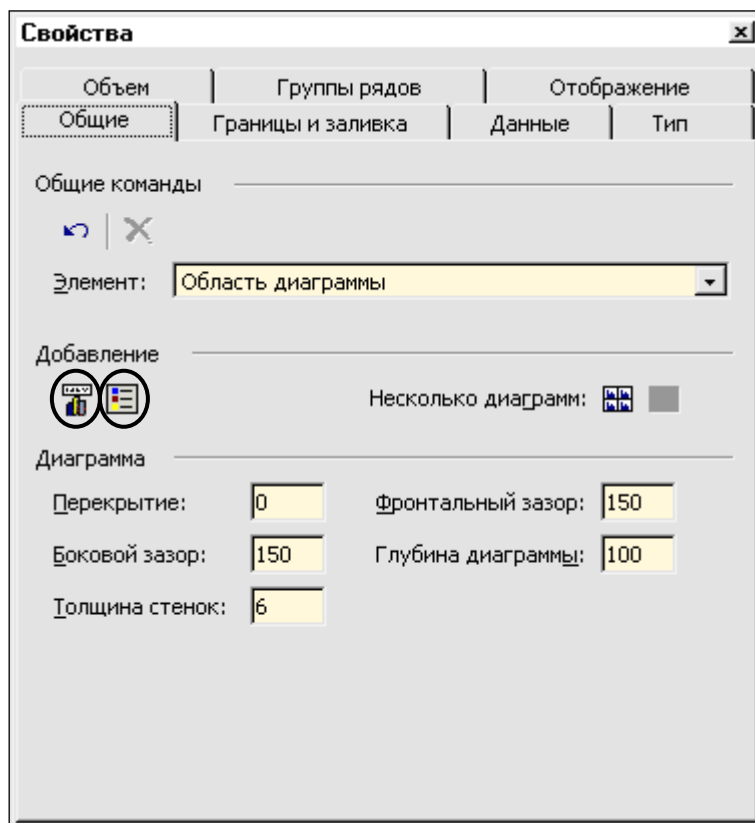 Свойства
Объем Группы рядов Отображение
Общие Границы и заливка Данные Тип
Общие команды
Элемент: Область диаграммы
Добавление
Несколько диаграмм:
Диаграмма
Перекрытие: 0 Фронтальный зазор: 150
Боковой зазор: 150 Глубина диаграммы: 100
Толщина стенок: 6